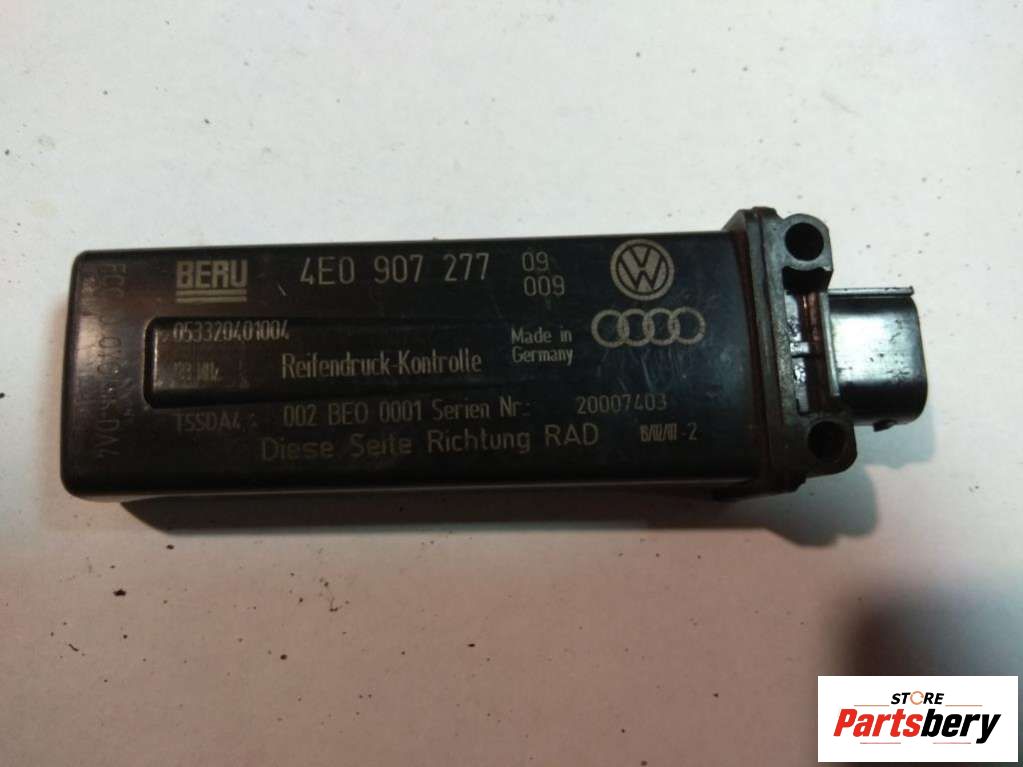 BERU 4E0 907 277 09
009
053320401004 Made in
Germany
Reifendruck-Kontrolle
TSSDA4 002 BE0 0001 Serien Nr.: 20007403
Diese Seite Richtung RAD
STORE
Partsbery